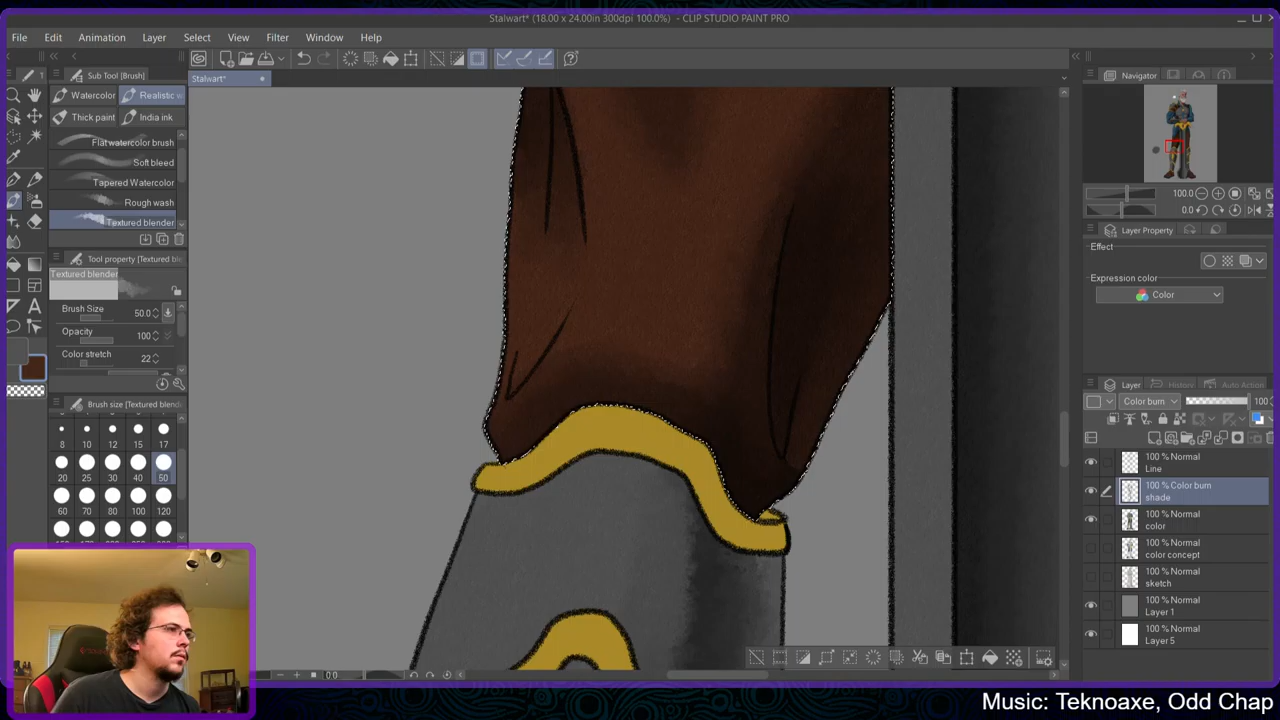 Stalwart* (18.00 x 24.00in 300dpi 100.0%) - CLIP STUDIO PAINT PRO
File Edit Animation Layer Select View Filter Window Help
Sub Tool [Brush]
Watercolor Realistic w
Thick paint India ink
Flat watercolor brush
Soft bleed
Tapered Watercolor
Rough wash
Textured blender
Tool property [Textured blende
Textured blender
Brush Size 50.0
Opacity 100
Color stretch 22
Brush size [Textured blend
8 10 12 15 17
20 25 30 40 50
60 70 80 100 120
Stalwart*
0.0
Navigator
100.0
0.0
Layer Property
Effect
Expression color
Color
Layer History Auto Action
Color burn 100
100 % Normal
Line
100 % Color burn
shade
100 % Normal
color
100 % Normal
color concept
100 % Normal
sketch
100 % Normal
Layer 1
100 % Normal
Layer 5
Music: Teknoaxe, Odd Chap